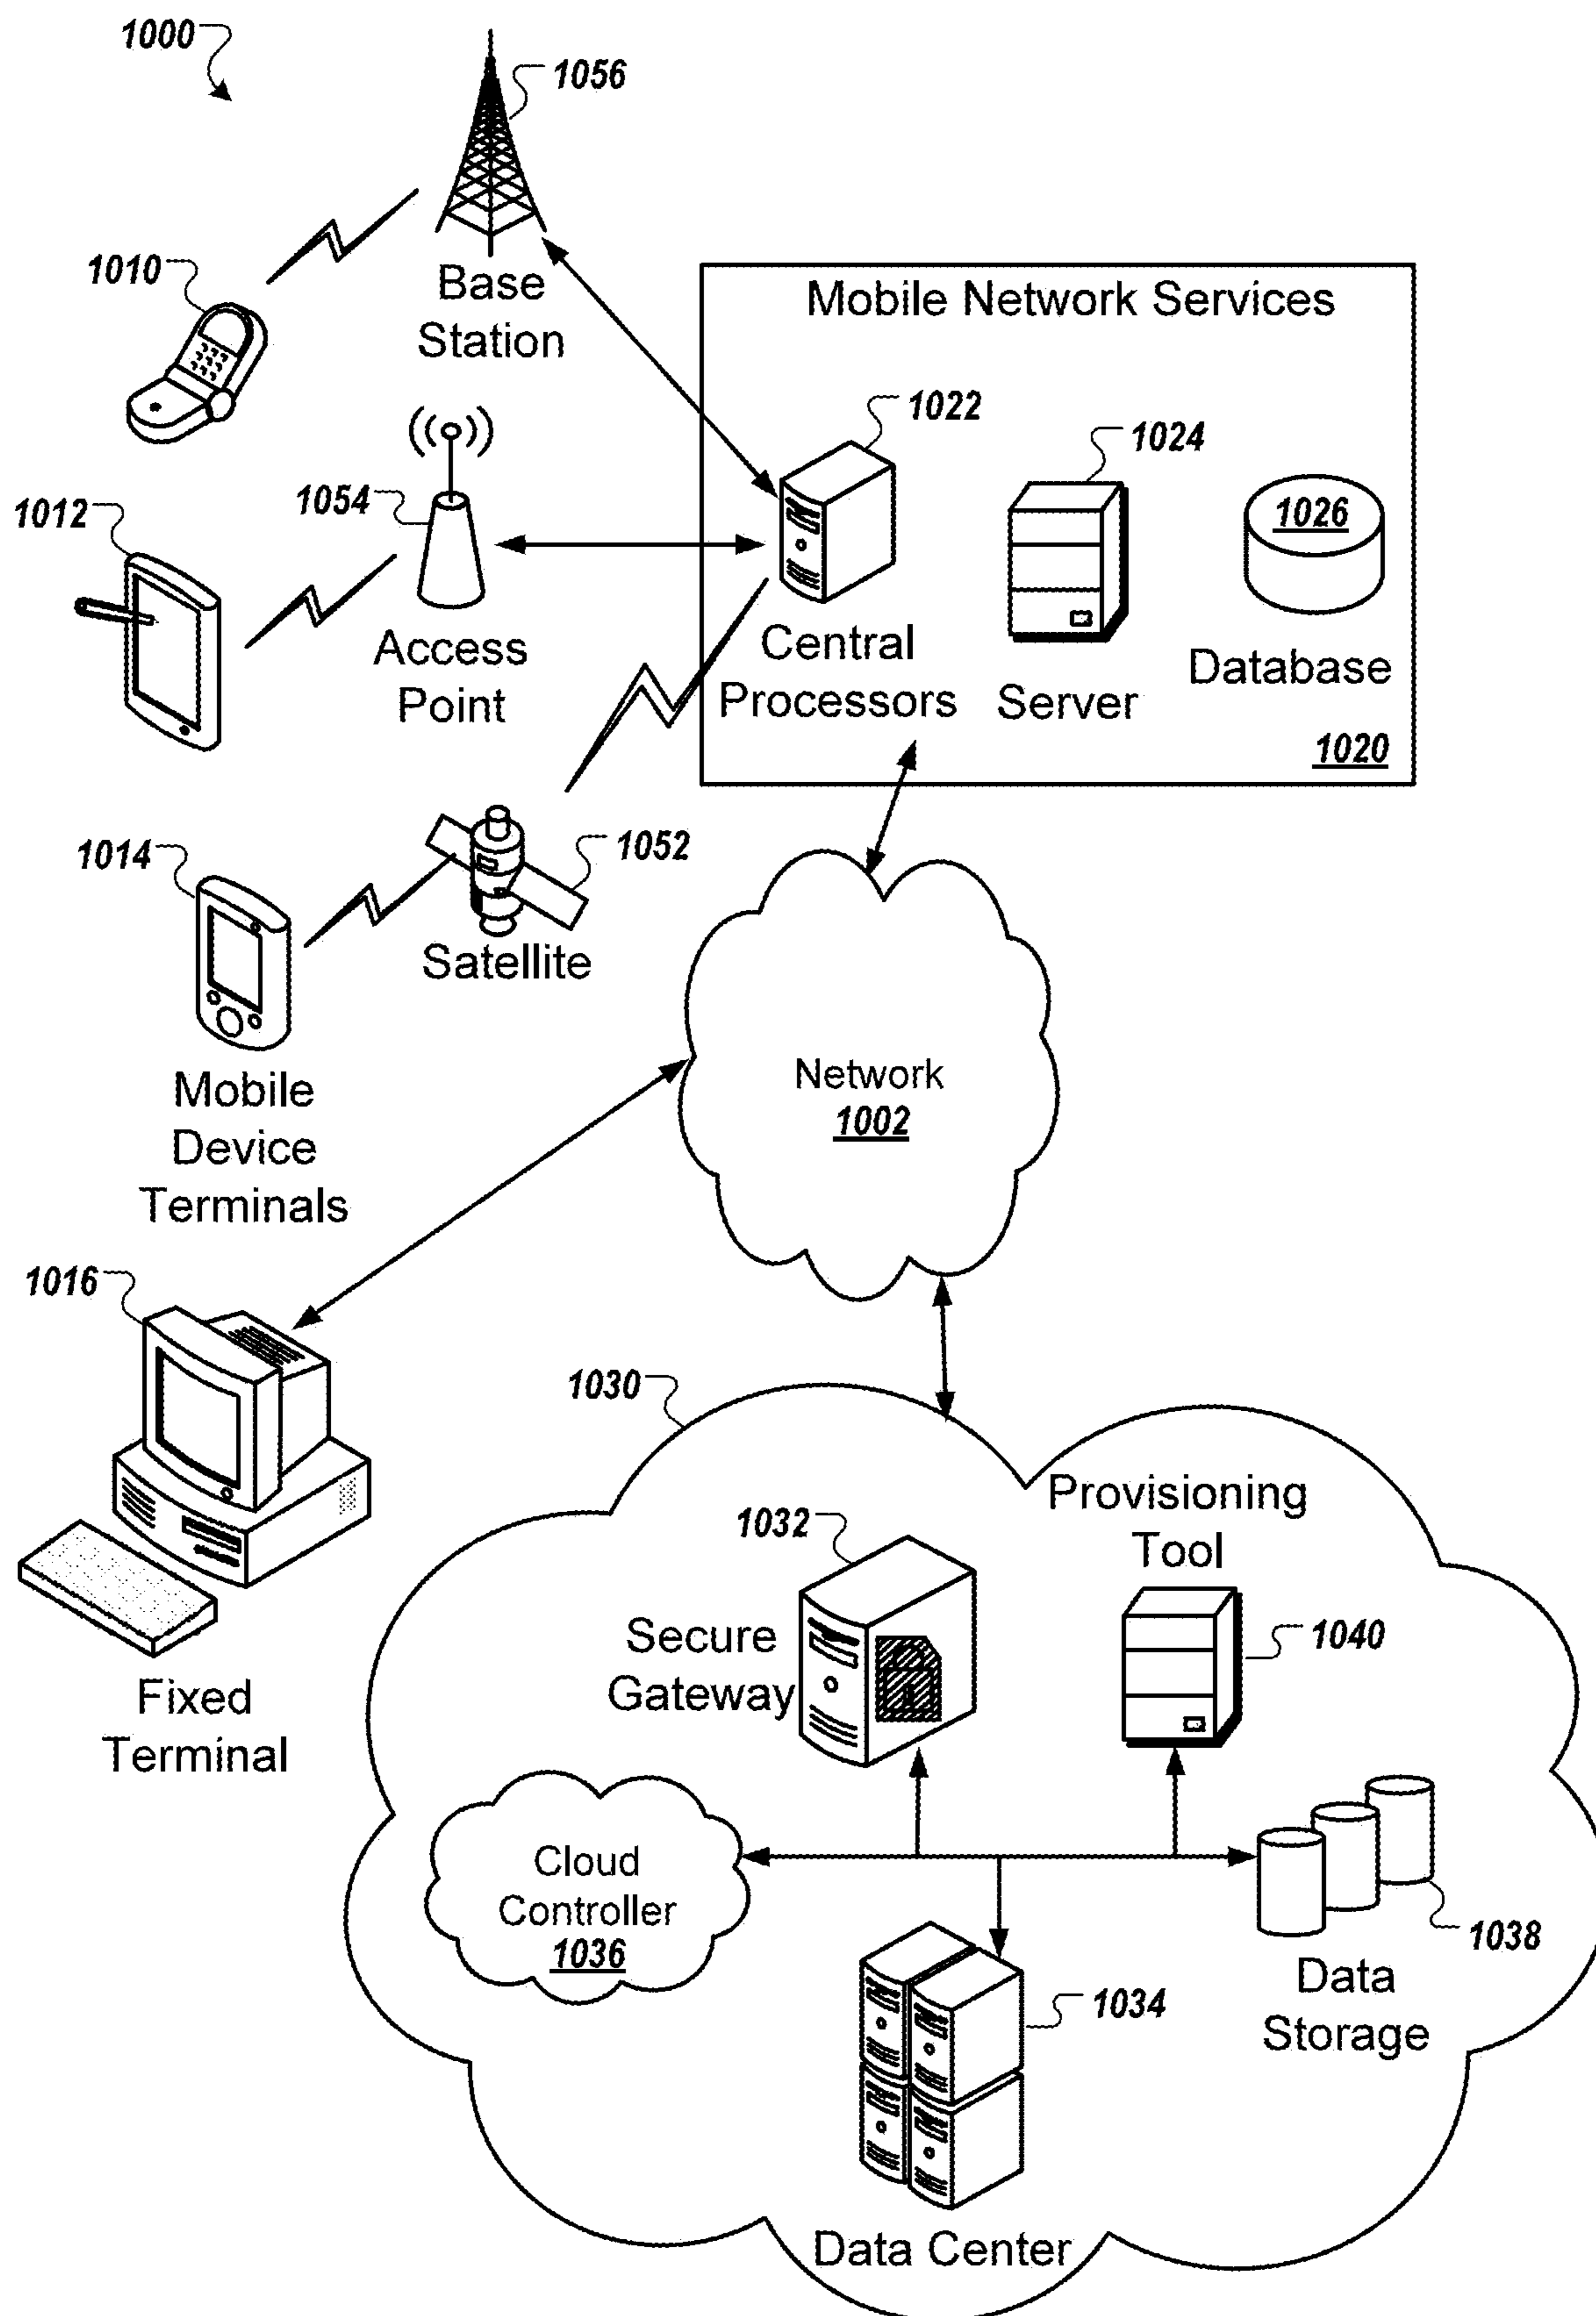 1000
1056
1010
Base
Station
Mobile Network Services
1022
1024
1026
1012
1054
Access
Point
Central
Processors
Server
Database
1020
1014
1052
Satellite
Mobile
Device
Terminals
Network
1002
1016
Fixed
Terminal
1030
Provisioning
Tool
1032
Secure
Gateway
1040
Cloud
Controller
1036
1038
Data
Storage
1034
Data Center